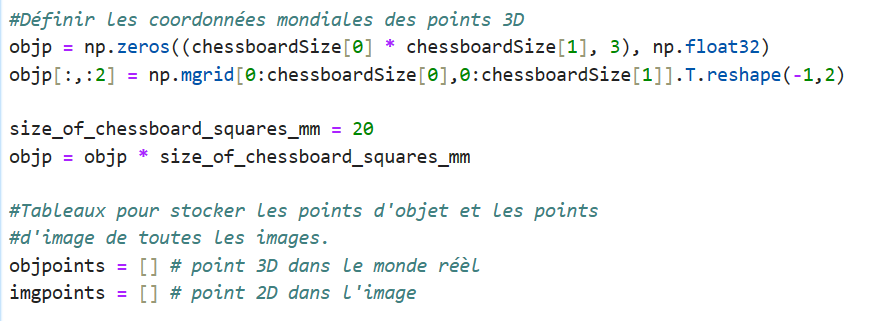 #Définir les coordonnées mondiales des points 3D
objp = np.zeros((chessboardSize[0] * chessboardSize[1], 3), np.float32)
objp[:,:2] = np.mgrid[0:chessboardSize[0],0:chessboardSize[1]].T.reshape(-1,2)
size_of_chessboard_squares_mm = 20
objp = objp * size_of_chessboard_squares_mm
#Tableaux pour stocker les points d'objet et les points
#d'image de toutes les images.
objpoints = [] # point 3D dans le monde réèl
imgpoints = [] # point 2D dans l'image